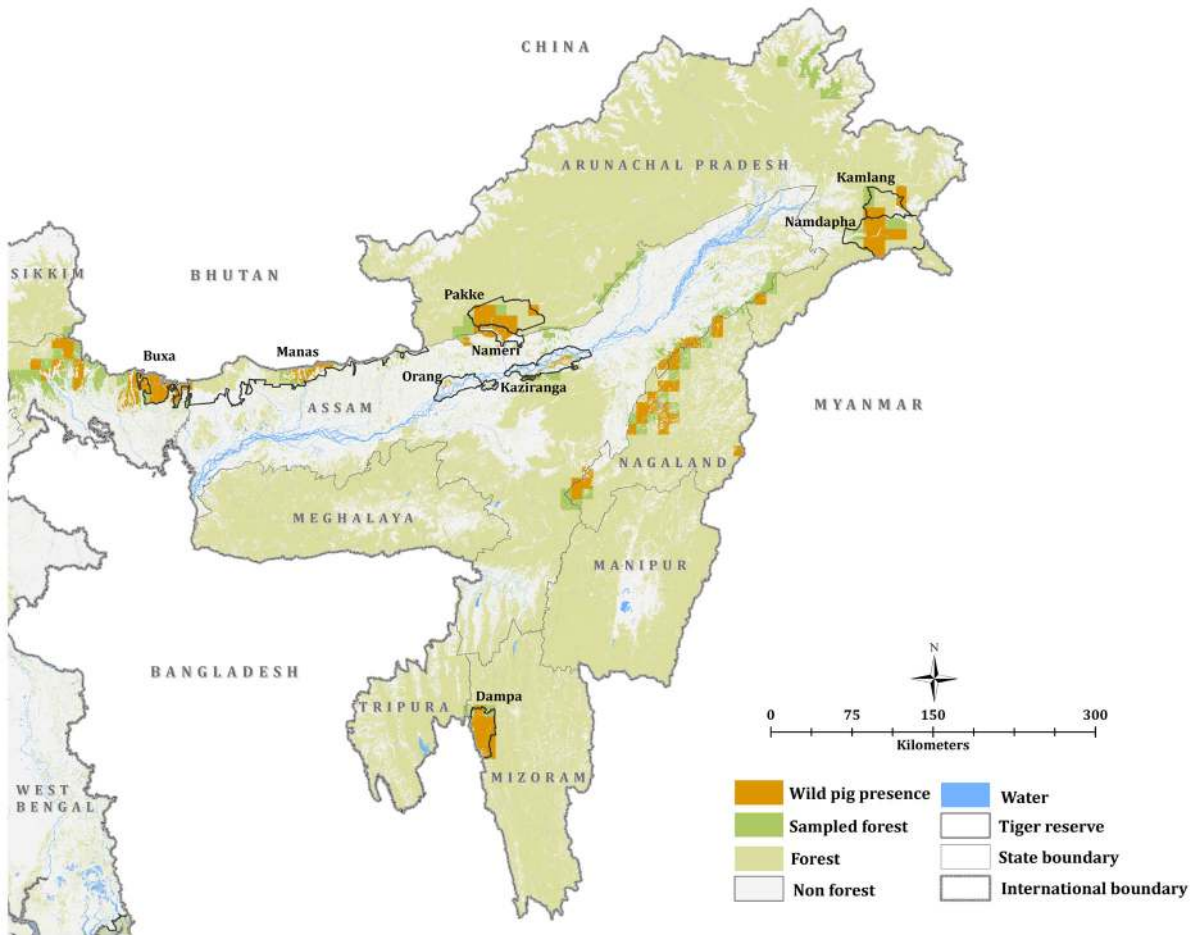 CHINA
ARUNACHAL PRADESH
Kamlang
Namdapha
SIKKIM
BHUTAN
Pakke
Buxa
Manas
Nameri
Orang
Kaziranga
ASSAM
MYANMAR
NAGALAND
MEGHALAYA
MANIPUR
BANGLADESH
TRIPURA
Dampa
MIZORAM
WEST
BENGAL
N
0 75 150 300
Kilometers
Wild pig presence
Sampled forest
Forest
Non forest
Water
Tiger reserve
State boundary
International boundary